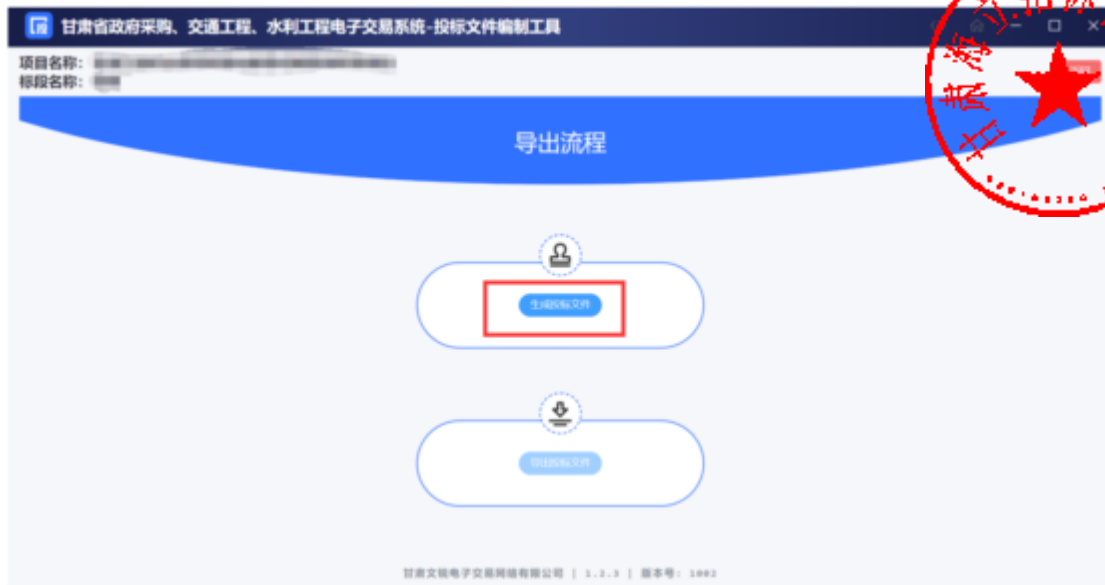 投 甘肃省政府采购、交通工程、水利工程电子交易系统-投标文件编制工具
项目名称：
标段名称：
导出流程
生成投标文件
导出投标文件
甘肃文锐电子交易网络有限公司 | 1.2.3 | 版本号: 1002